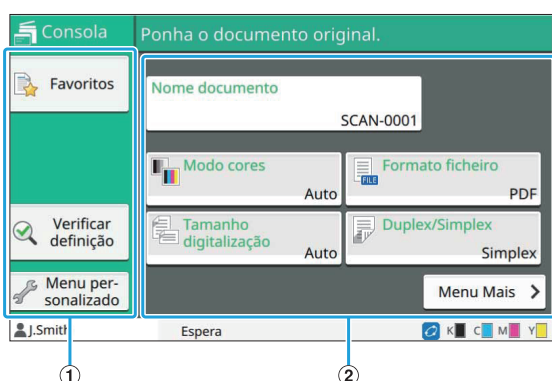 Consola
Ponha o documento original.
Favoritos
Nome documento
SCAN-0001
Modo cores
Auto
Formato ficheiro
FILE
PDF
Verificar
definição
Tamanho
digitalização
Auto
Duplex/Simplex
Simplex
Menu per-
sonalizado
Menu Mais
J.Smith
Espera
K C M Y
1 2